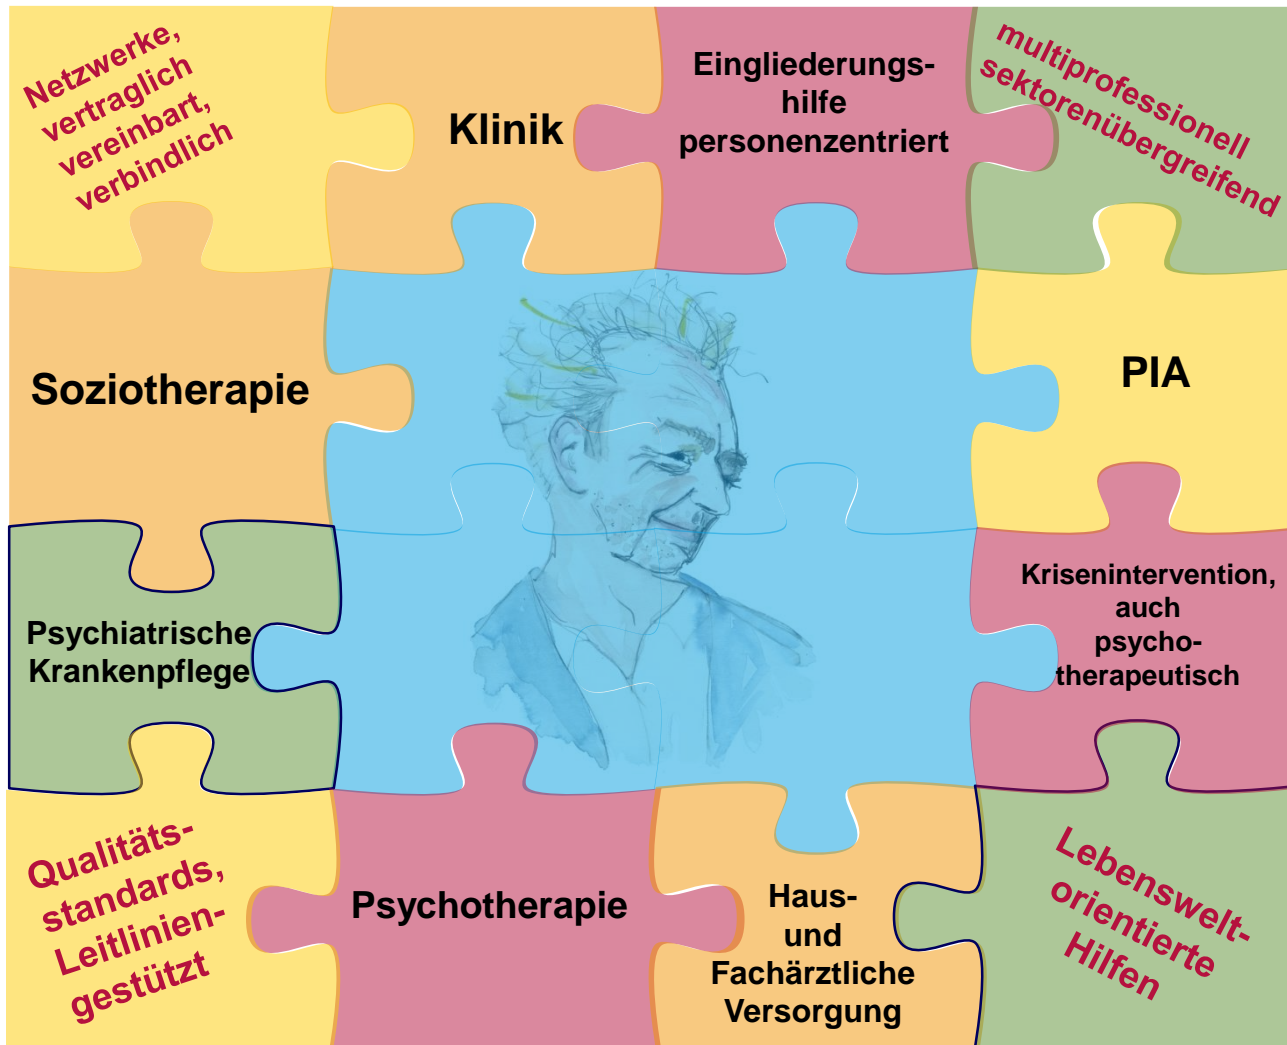 Netzwerke,
vertraglich
vereinbart,
verbindlich
Klinik
Eingliederungs-
hilfe
personenzentriert
multiprofessionell
sektorenübergreifend
Soziotherapie
PIA
Psychiatrische
Krankenpflege
Krisenintervention,
auch
psycho-
therapeutisch
Qualitäts-
standards,
Leitlinien-
gestützt
Psychotherapie
Haus-
und
Fachärztliche
Versorgung
Lebenswelt-
orientierte
Hilfen